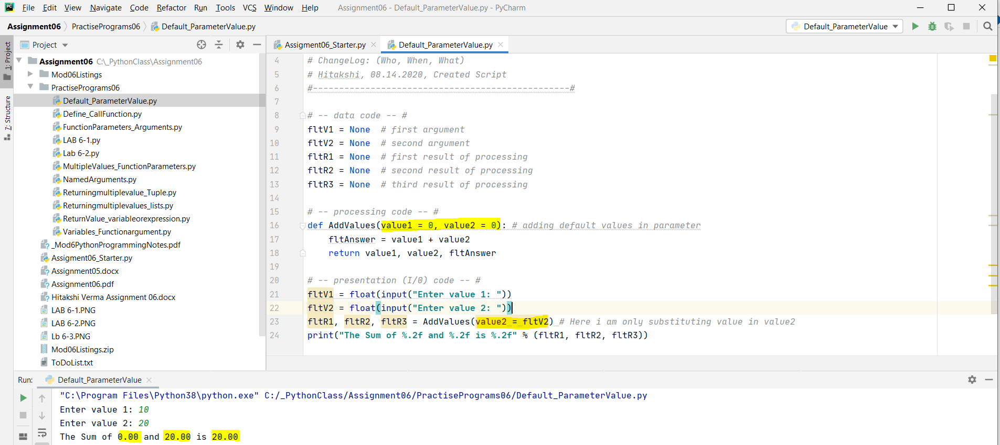 PC File Edit View Navigate Code Refactor Run Tools VCS Window Help Assignment06 - Default_ParameterValue.py - PyCharm
Assignment06 PractisePrograms06 Default_ParameterValue.py Default_ParameterValue
1: Project
7: Structure
Project
Assignment06 C:\_PythonClass\Assignment06
Mod06Listings
PractisePrograms06
Default_ParameterValue.py
Define_CallFunction.py
FunctionParameters_Arguments.py
LAB 6-1.py
Lab 6-2.py
MultipleValues_FunctionParameters.py
NamedArguments.py
Returningmultiplevalue_Tuple.py
Returningmultiplevalues_lists.py
ReturnValue_variableorexpression.py
Variables_Functionargument.py
_Mod6PythonProgrammingNotes.pdf
Assigment06_Starter.py
Assignment05.docx
Assignment06.pdf
Hitakshi Verma Assignment 06.docx
LAB 6-1.PNG
LAB 6-2.PNG
Lb 6-3.PNG
Mod06Listings.zip
ToDoList.txt
Assigment06_Starter.py Default_ParameterValue.py
4 # ChangeLog: (Who, When, What)
5 # Hitakshi, 08.14.2020, Created Script
6 #-------------------------------------------------#
7
8 # -- data code -- #
9 fltV1 = None # first argument
10 fltV2 = None # second argument
11 fltR1 = None # first result of processing
12 fltR2 = None # second result of processing
13 fltR3 = None # third result of processing
14
15 # -- processing code -- #
16 def AddValues(value1 = 0, value2 = 0): # adding default values in parameter
17 fltAnswer = value1 + value2
18 return value1, value2, fltAnswer
19
20 # -- presentation (I/0) code -- #
21 fltV1 = float(input("Enter value 1: "))
22 fltV2 = float(input("Enter value 2: "))
23 fltR1, fltR2, fltR3 = AddValues(value2 = fltV2) # Here i am only substituting value in value2
24 print("The Sum of %.2f and %.2f is %.2f" % (fltR1, fltR2, fltR3))
Run: Default_ParameterValue
"C:\Program Files\Python38\python.exe" C:/_PythonClass/Assignment06/PractisePrograms06/Default_ParameterValue.py
Enter value 1: 10
Enter value 2: 20
The Sum of 0.00 and 20.00 is 20.00